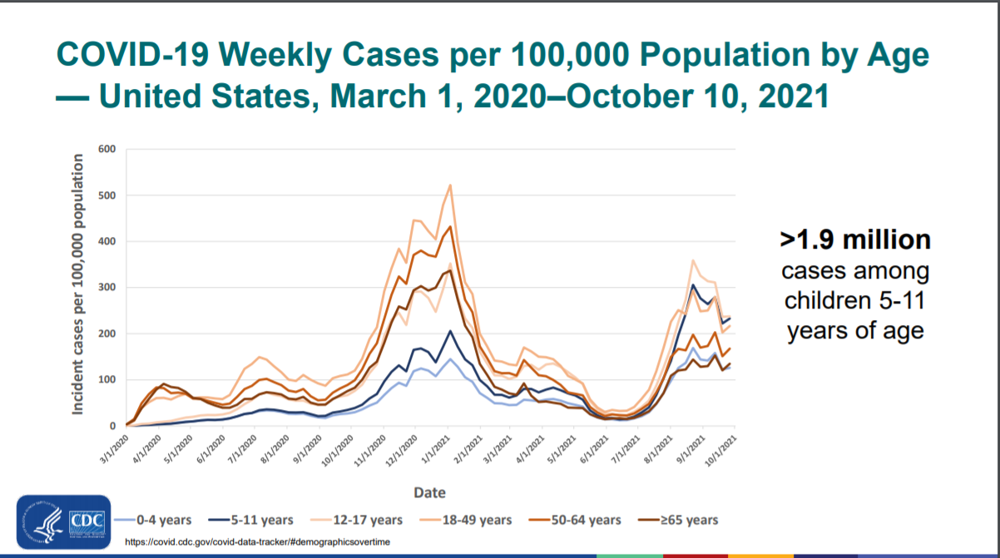 COVID-19 Weekly Cases per 100,000 Population by Age
— United States, March 1, 2020–October 10, 2021
Incident cases per 100,000 population
600
500
400
300
200
100
0
3/1/2020
4/1/2020
5/1/2020
6/1/2020
7/1/2020
8/1/2020
9/1/2020
10/1/2020
11/1/2020
12/1/2020
1/1/2021
2/1/2021
3/1/2021
4/1/2021
5/1/2021
6/1/2021
7/1/2021
8/1/2021
9/1/2021
10/1/2021
Date
>1.9 million
cases among
children 5-11
years of age
0-4 years
5-11 years
12-17 years
18-49 years
50-64 years
≥65 years
CDC
https://covid.cdc.gov/covid-data-tracker/#demographicsovertime